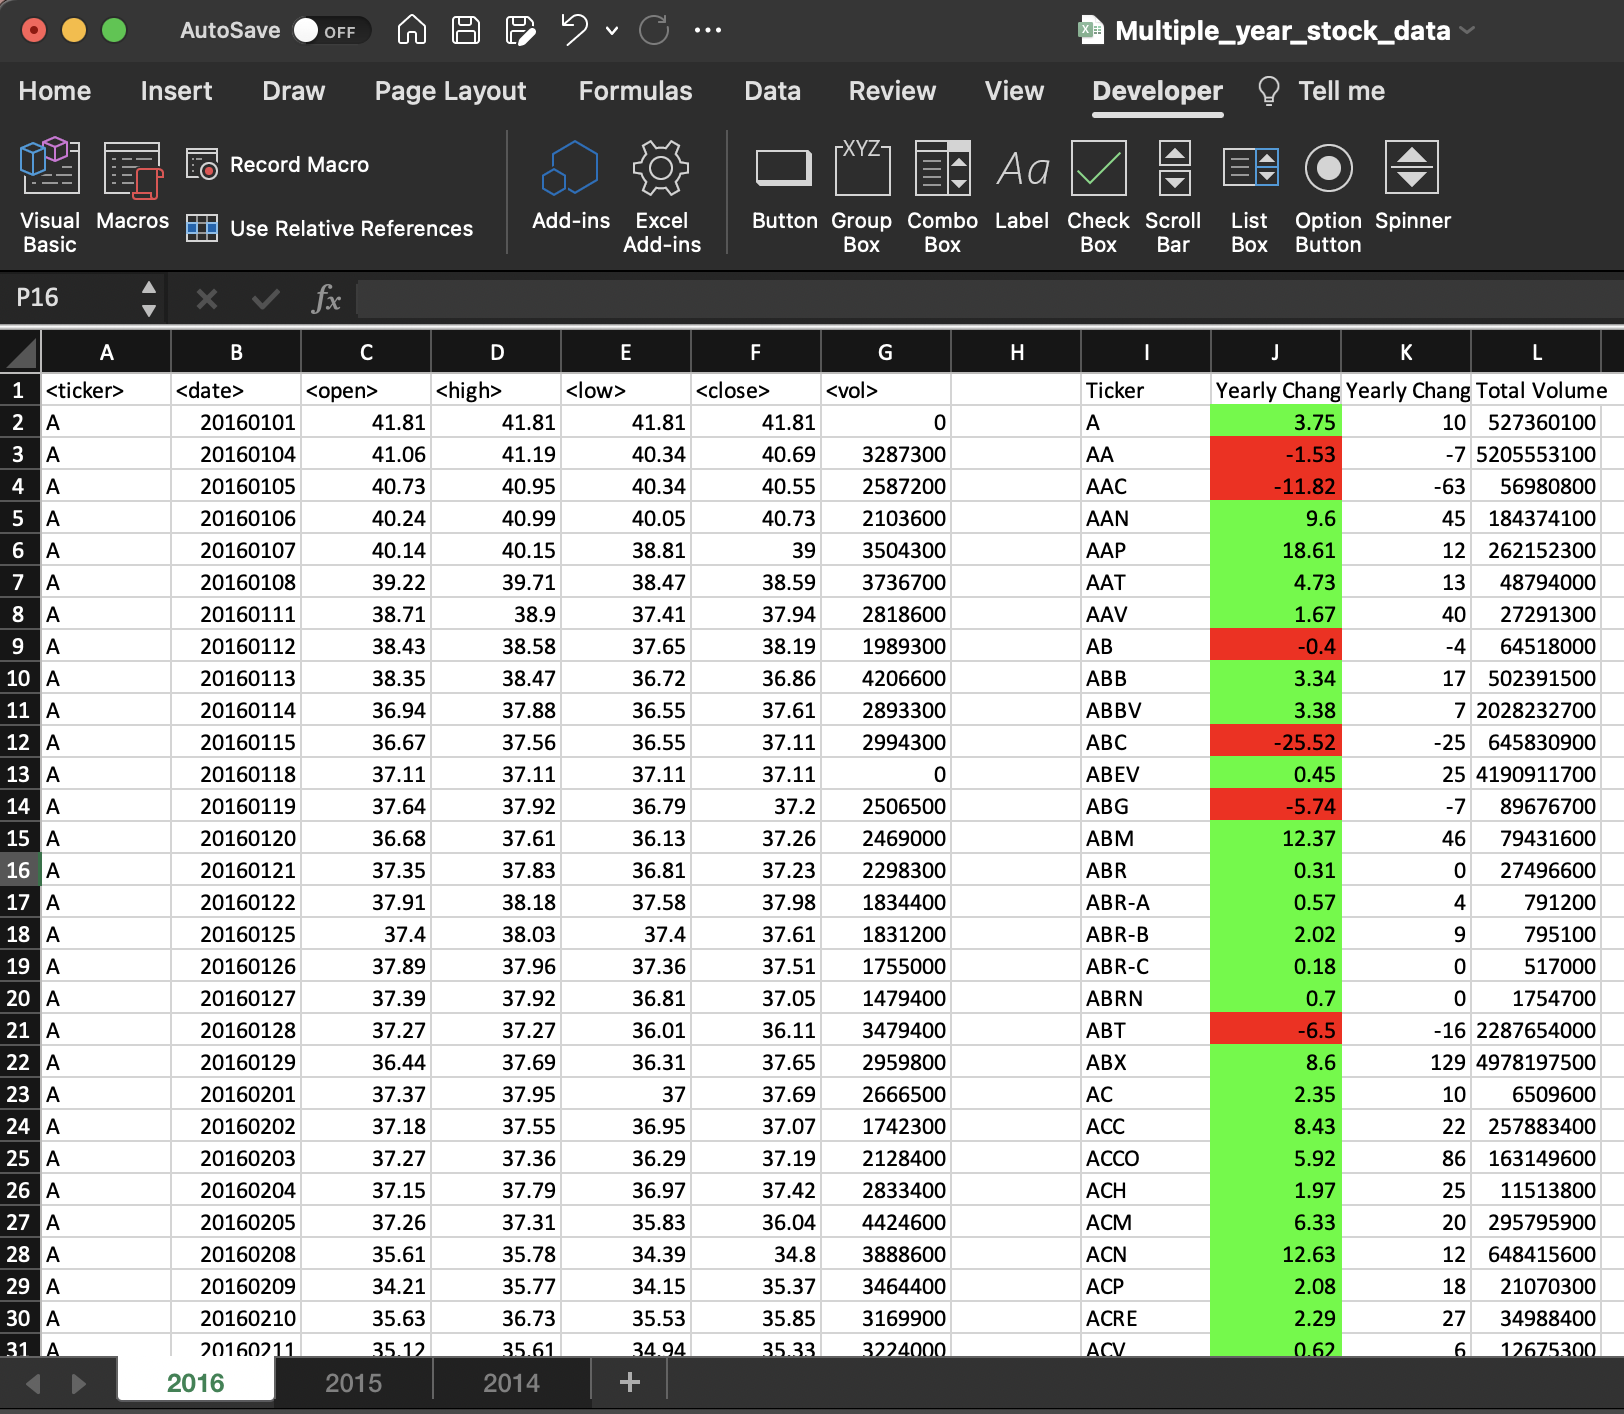 AutoSave OFF Multiple_year_stock_data
Home Insert Draw Page Layout Formulas Data Review View Developer Tell me
Visual Basic Macros Record Macro Use Relative References Add-ins Excel Add-ins Button XYZ Group Box Combo Box Aa Label Check Box Scroll Bar List Box Option Button Spinner
P16 fx
A B C D E F G H I J K L
1 <ticker> <date> <open> <high> <low> <close> <vol> Ticker Yearly Chang Yearly Chang Total Volume
2 A 20160101 41.81 41.81 41.81 41.81 0 A 3.75 10 527360100
3 A 20160104 41.06 41.19 40.34 40.69 3287300 AA -1.53 -7 5205553100
4 A 20160105 40.73 40.95 40.34 40.55 2587200 AAC -11.82 -63 56980800
5 A 20160106 40.24 40.99 40.05 40.73 2103600 AAN 9.6 45 184374100
6 A 20160107 40.14 40.15 38.81 39 3504300 AAP 18.61 12 262152300
7 A 20160108 39.22 39.71 38.47 38.59 3736700 AAT 4.73 13 48794000
8 A 20160111 38.71 38.9 37.41 37.94 2818600 AAV 1.67 40 27291300
9 A 20160112 38.43 38.58 37.65 38.19 1989300 AB -0.4 -4 64518000
10 A 20160113 38.35 38.47 36.72 36.86 4206600 ABB 3.34 17 502391500
11 A 20160114 36.94 37.88 36.55 37.61 2893300 ABBV 3.38 7 2028232700
12 A 20160115 36.67 37.56 36.55 37.11 2994300 ABC -25.52 -25 645830900
13 A 20160118 37.11 37.11 37.11 37.11 0 ABEV 0.45 25 4190911700
14 A 20160119 37.64 37.92 36.79 37.2 2506500 ABG -5.74 -7 89676700
15 A 20160120 36.68 37.61 36.13 37.26 2469000 ABM 12.37 46 79431600
16 A 20160121 37.35 37.83 36.81 37.23 2298300 ABR 0.31 0 27496600
17 A 20160122 37.91 38.18 37.58 37.98 1834400 ABR-A 0.57 4 791200
18 A 20160125 37.4 38.03 37.4 37.61 1831200 ABR-B 2.02 9 795100
19 A 20160126 37.89 37.96 37.36 37.51 1755000 ABR-C 0.18 0 517000
20 A 20160127 37.39 37.92 36.81 37.05 1479400 ABRN 0.7 0 1754700
21 A 20160128 37.27 37.27 36.01 36.11 3479400 ABT -6.5 -16 2287654000
22 A 20160129 36.44 37.69 36.31 37.65 2959800 ABX 8.6 129 4978197500
23 A 20160201 37.37 37.95 37 37.69 2666500 AC 2.35 10 6509600
24 A 20160202 37.18 37.55 36.95 37.07 1742300 ACC 8.43 22 257883400
25 A 20160203 37.27 37.36 36.29 37.19 2128400 ACCO 5.92 86 163149600
26 A 20160204 37.15 37.79 36.97 37.42 2833400 ACH 1.97 25 11513800
27 A 20160205 37.26 37.31 35.83 36.04 4424600 ACM 6.33 20 295795900
28 A 20160208 35.61 35.78 34.39 34.8 3888600 ACN 12.63 12 648415600
29 A 20160209 34.21 35.77 34.15 35.37 3464400 ACP 2.08 18 21070300
30 A 20160210 35.63 36.73 35.53 35.85 3169900 ACRE 2.29 27 34988400
31 A 20160211 35.12 35.61 34.94 35.33 3224000 ACV 0.62 6 12675300
2016 2015 2014